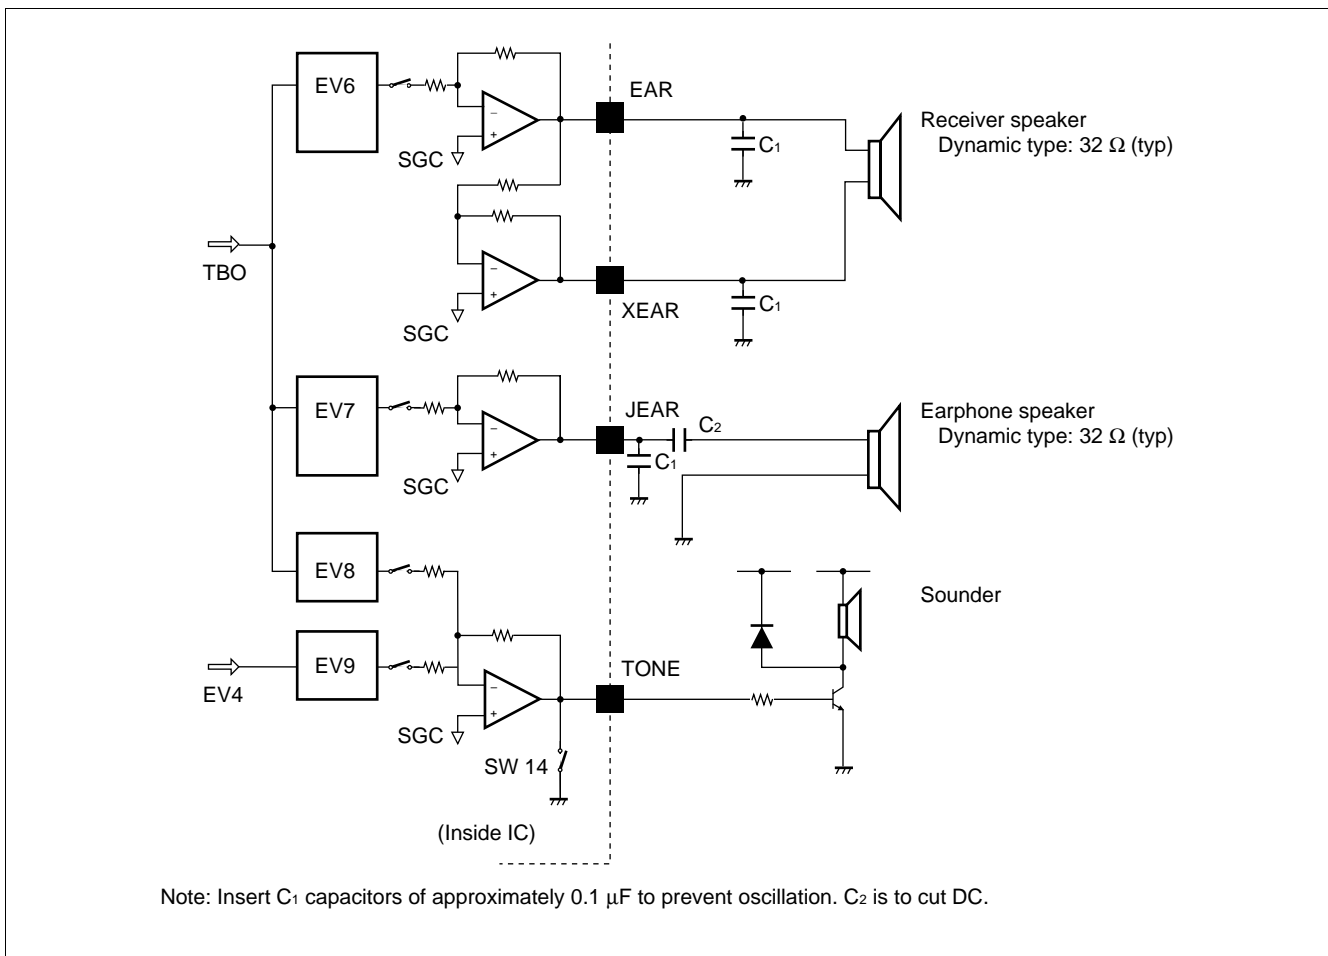 EV6
EAR
−
+
SGC
C1
Receiver speaker
Dynamic type: 32 Ω (typ)
TBO
−
+
SGC
XEAR
C1
EV7
−
+
SGC
JEAR
C2
C1
Earphone speaker
Dynamic type: 32 Ω (typ)
EV8
Sounder
EV4
EV9
−
+
SGC
TONE
SW 14
(Inside IC)
Note: Insert C1 capacitors of approximately 0.1 μF to prevent oscillation. C2 is to cut DC.